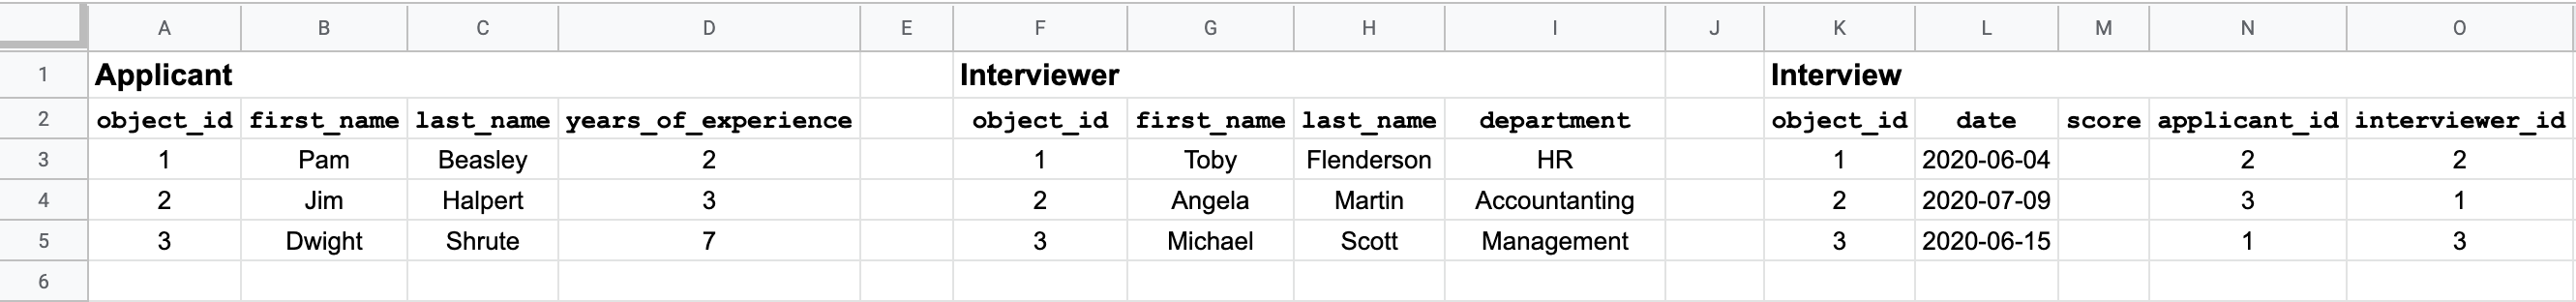 A B C D E F G H I J K L M N O
1 Applicant Interviewer Interview
2 object_id first_name last_name years_of_experience object_id first_name last_name department object_id date score applicant_id interviewer_id
3 1 Pam Beasley 2 1 Toby Flenderson HR 1 2020-06-04 2 2
4 2 Jim Halpert 3 2 Angela Martin Accountanting 2 2020-07-09 3 1
5 3 Dwight Shrute 7 3 Michael Scott Management 3 2020-06-15 1 3
6